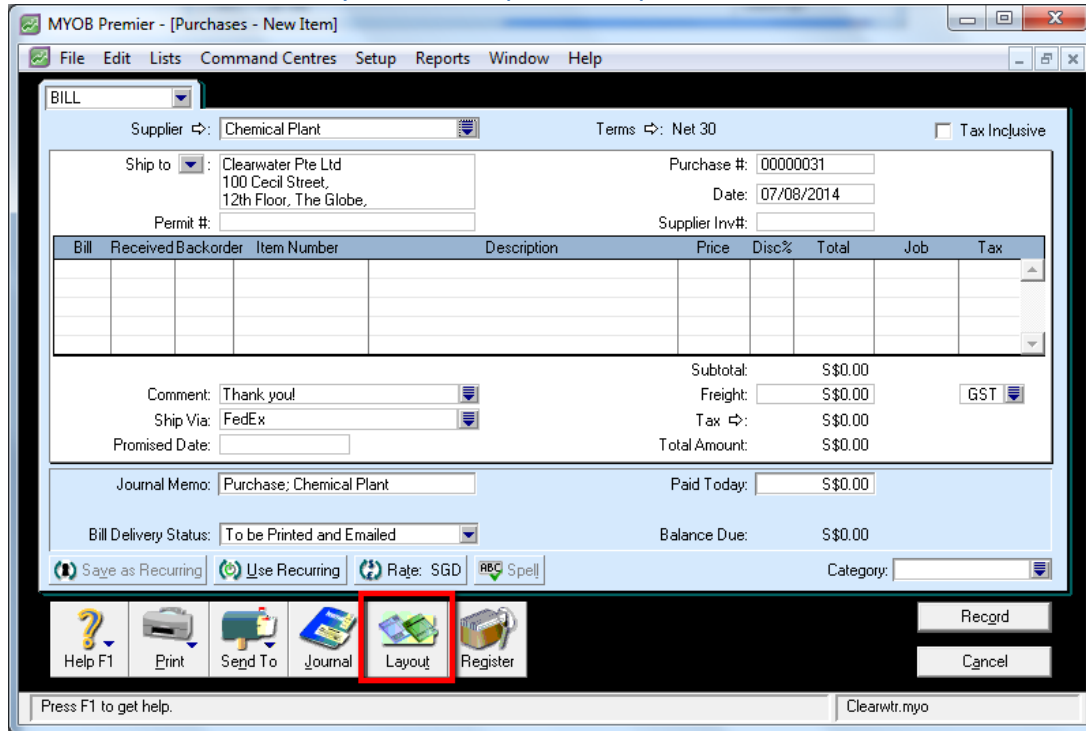 MYOB Premier - [Purchases - New Item]
File Edit Lists Command Centres Setup Reports Window Help
BILL
Supplier ⇨: Chemical Plant Terms ⇨: Net 30 Tax Inclusive
Ship to : Clearwater Pte Ltd Purchase #: 00000031
100 Cecil Street,
12th Floor, The Globe, Date: 07/08/2014
Permit #: Supplier Inv#:
Bill Received Backorder Item Number Description Price Disc% Total Job Tax
Subtotal: S$0.00
Comment: Thank you! Freight: S$0.00 GST
Ship Via: FedEx Tax ⇨: S$0.00
Promised Date: Total Amount: S$0.00
Journal Memo: Purchase; Chemical Plant Paid Today: S$0.00
Bill Delivery Status: To be Printed and Emailed Balance Due: S$0.00
Save as Recurring Use Recurring Rate: SGD ABC Spell Category:
Help F1 Print Send To Journal Layout Register
Record
Cancel
Press F1 to get help. Clearwtr.myo